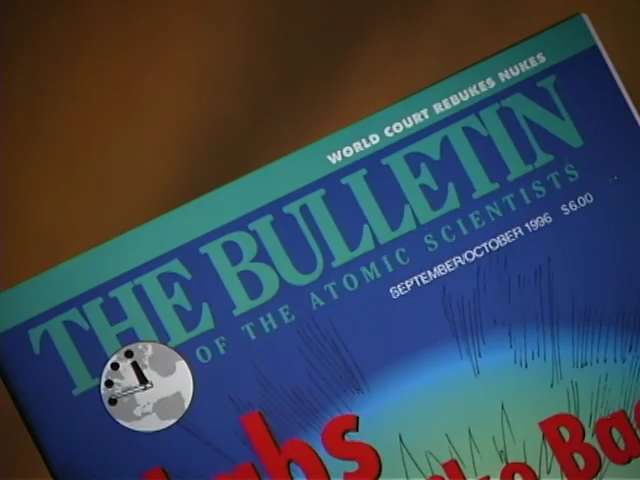 WORLD COURT REBUKES NUKES
THE BULLETIN
OF THE ATOMIC SCIENTISTS
SEPTEMBER/OCTOBER 1996 $6.00